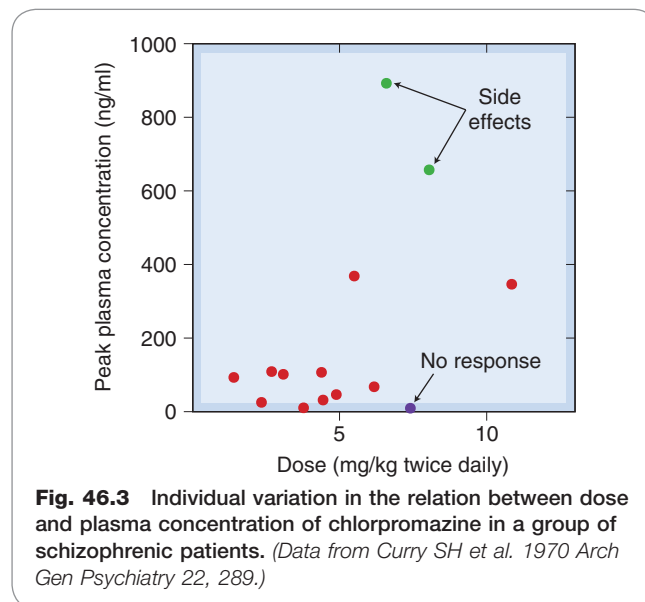 1000
800
600
400
200
0
Peak plasma concentration (ng/ml)
Side
effects
No response
5
10
Dose (mg/kg twice daily)
Fig. 46.3 Individual variation in the relation between dose
and plasma concentration of chlorpromazine in a group of
schizophrenic patients. (Data from Curry SH et al. 1970 Arch
Gen Psychiatry 22, 289.)